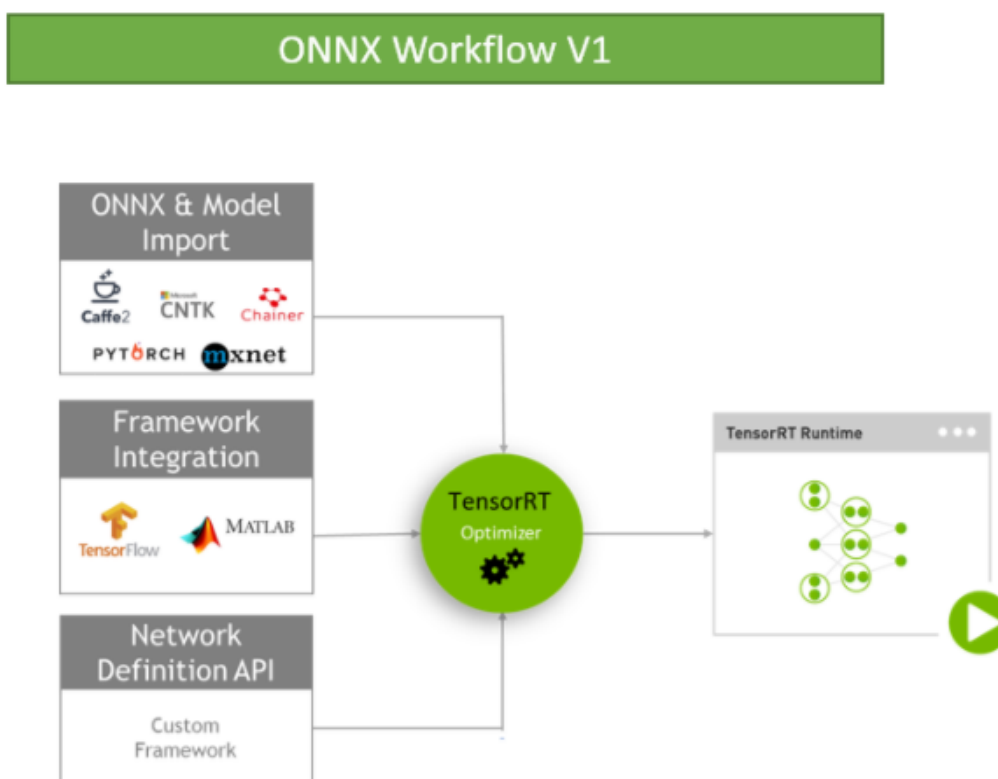 ONNX Workflow V1
ONNX & Model
Import
Caffe2
Microsoft
CNTK
Chainer
PYTORCH
mxnet
Framework
Integration
TensorFlow
MATLAB
Network
Definition API
Custom
Framework
TensorRT
Optimizer
TensorRT Runtime